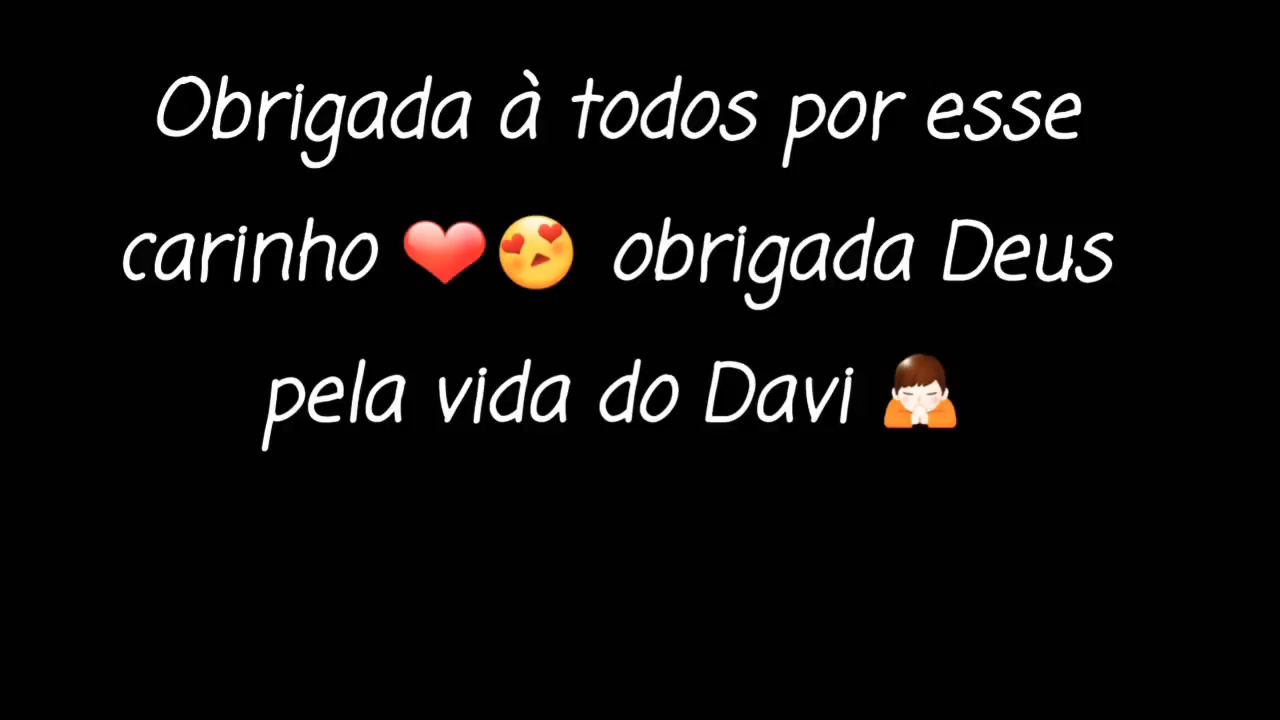 Obrigada à todos por esse
carinho ❤️😍 obrigada Deus
pela vida do Davi 🙏